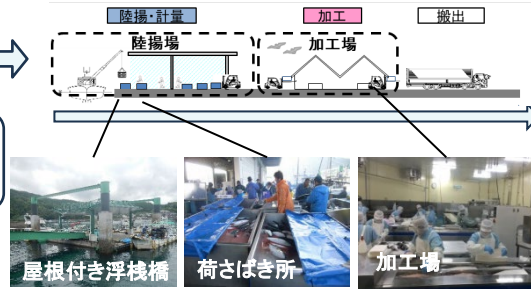 陸揚・計量
加工
搬出
陸揚場
加工場
屋根付き浮桟橋
荷さばき所
加工場